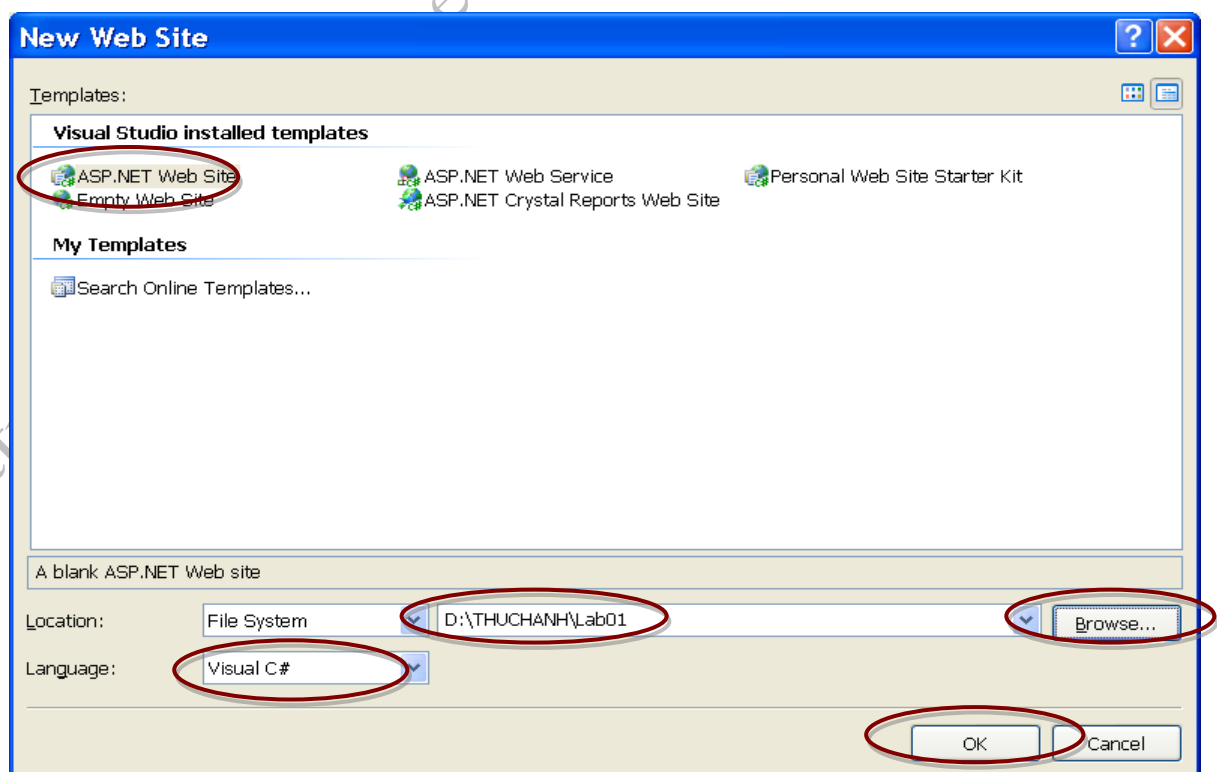 New Web Site
Templates:
Visual Studio installed templates
ASP.NET Web Site
ASP.NET Web Service
Personal Web Site Starter Kit
Empty Web Site
ASP.NET Crystal Reports Web Site
My Templates
Search Online Templates...
A blank ASP.NET Web site
Location:
File System
D:\THUCHANH\Lab01
Browse...
Language:
Visual C#
OK
Cancel